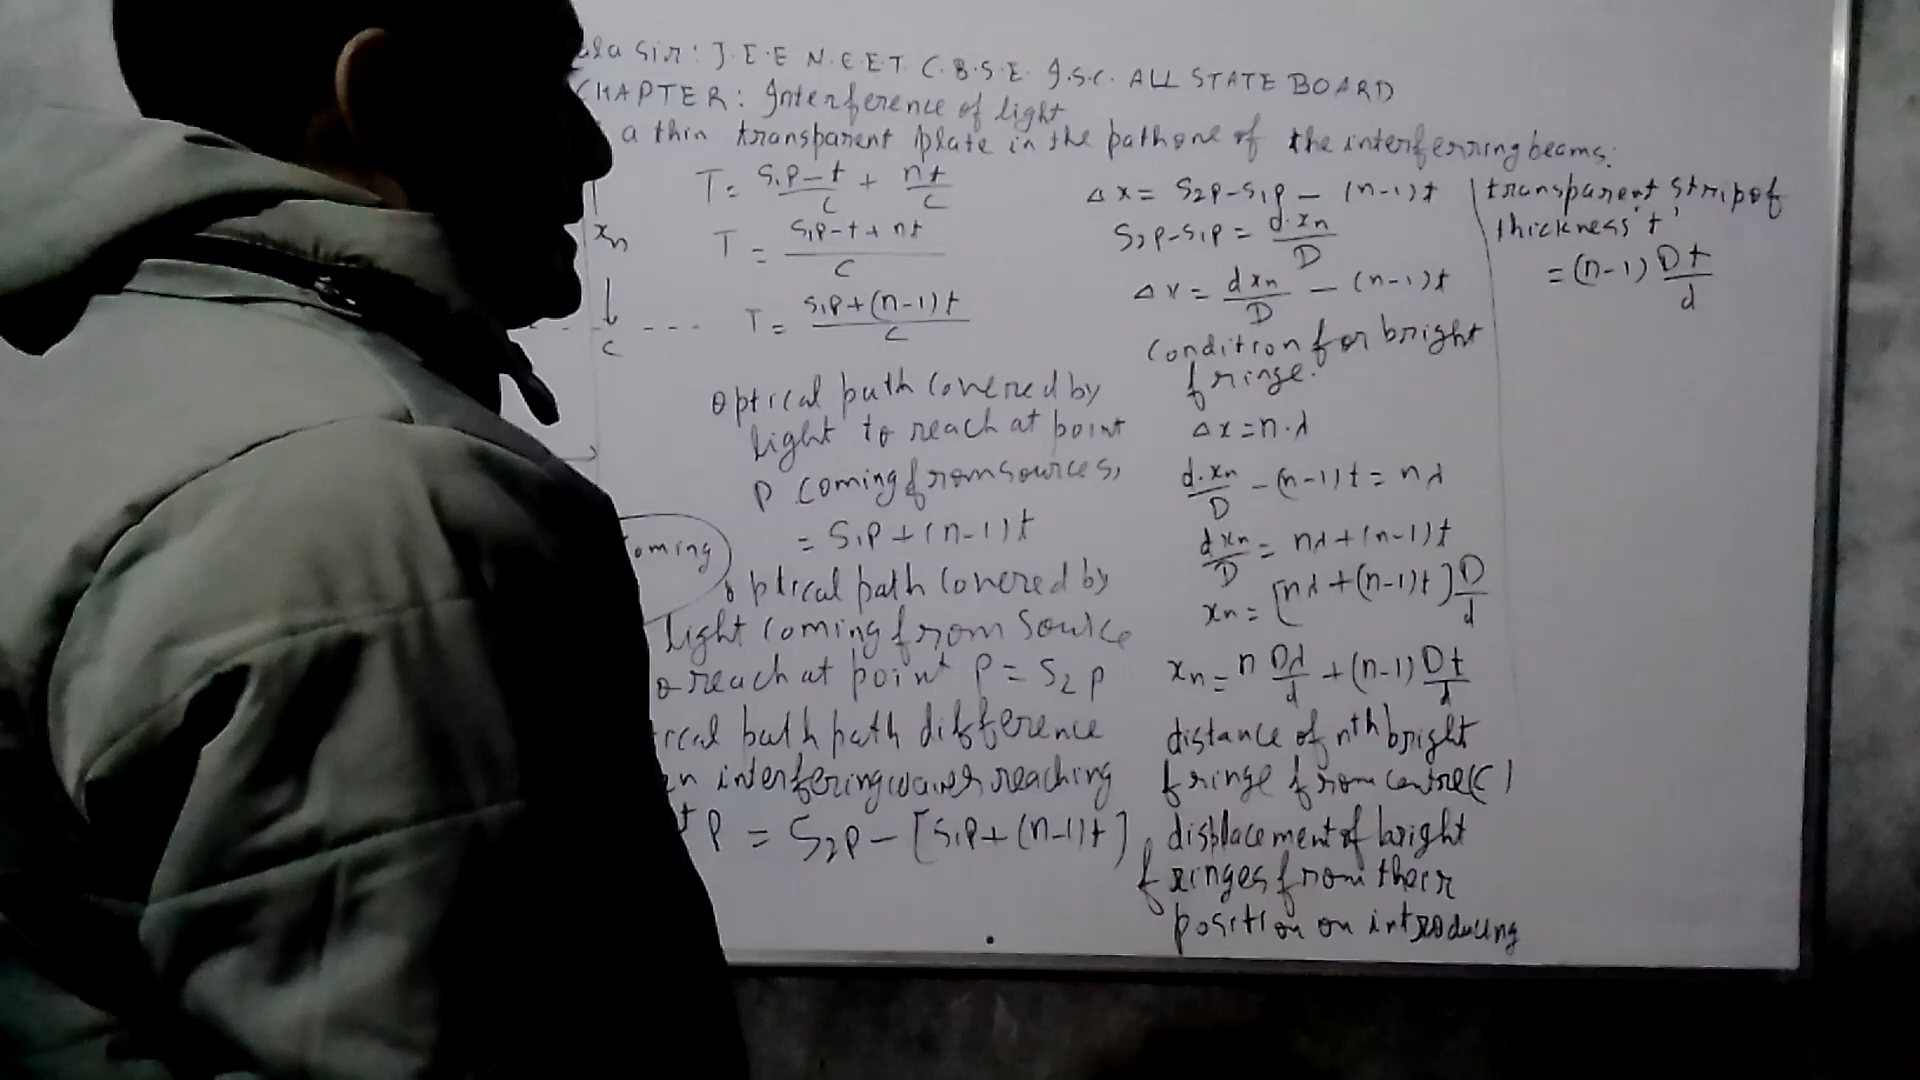 Sir: J.E.E N.E.E.T. C.B.S.E. I.S.C. ALL STATE BOARD
CHAPTER: Interference of light
a thin transparent plate in the path one of the interferring beams:
xn
C
oming
T = S1P-t/C + nt/C
T = S1P-t+nt/C
T = S1P+(n-1)t/C
optical path covered by
light to reach at point
P coming from source S1
= S1P+(n-1)t
optical path covered by
light coming from source
o reach at point P = S2P
ical path path difference
en interfering waves reaching
t P = S2P-[S1P+(n-1)t]
Δx = S2P-S1P-(n-1)t
S2P-S1P = d.xn/D
Δx = dxn/D - (n-1)t
condition for bright
fringe.
Δx = n.λ
d.xn/D - (n-1)t = nλ
dxn/D = nλ+(n-1)t
xn = [nλ+(n-1)t]D/d
xn = n Dλ/d + (n-1)Dt/d
distance of nth bright
fringe from centre(C)
displacement of bright
fringes from their
position on introducing
transparent strip of
thickness 't'
= (n-1)Dt/d